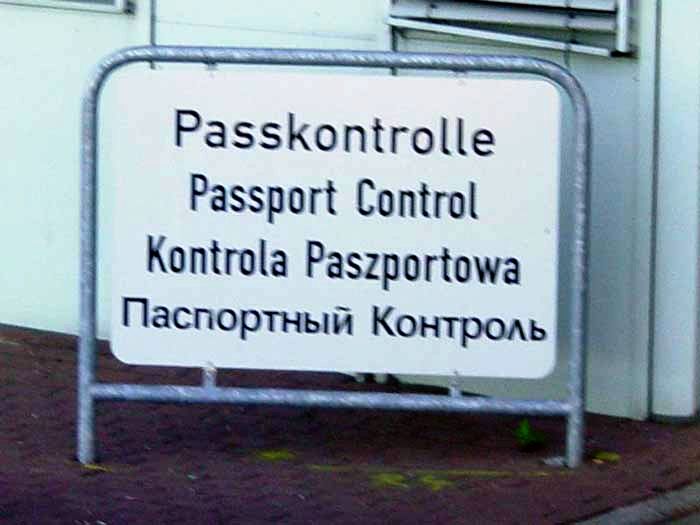 Passkontrolle
Passport Control
Kontrola Paszportowa
Паспортный Контроль